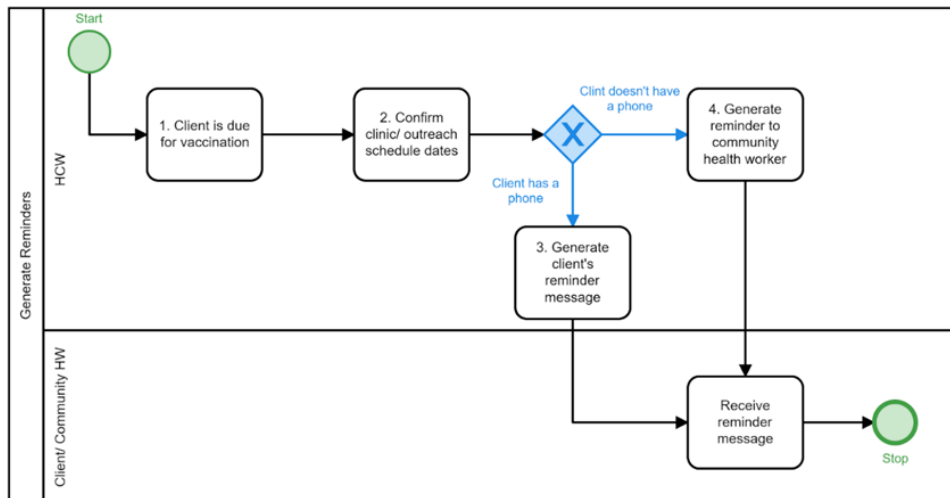 Start
Generate Reminders
HCW
1. Client is due
for vaccination
2. Confirm
clinic/ outreach
schedule dates
X
Clint doesn't have
a phone
4. Generate
reminder to
community
health worker
Client has a
phone
3. Generate
client's
reminder
message
Client/ Community HW
Receive
reminder
message
Stop